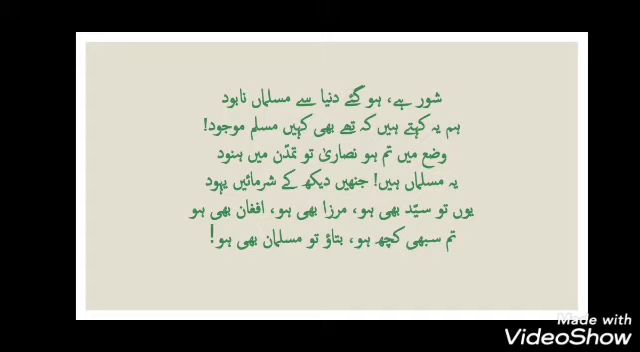 شور ہے، ہو گئے دنیا سے مسلماں نابود
ہم یہ کہتے ہیں کہ تھے بھی کہیں مسلم موجود!
وضع میں تم ہو نصاریٰ تو تمدّن میں ہنود
یہ مسلماں ہیں! جنھیں دیکھ کے شرمائیں یہود
یوں تو سیّد بھی ہو، مرزا بھی ہو، افغان بھی ہو
تم سبھی کچھ ہو، بتاؤ تو مسلمان بھی ہو!
Made with
VideoShow